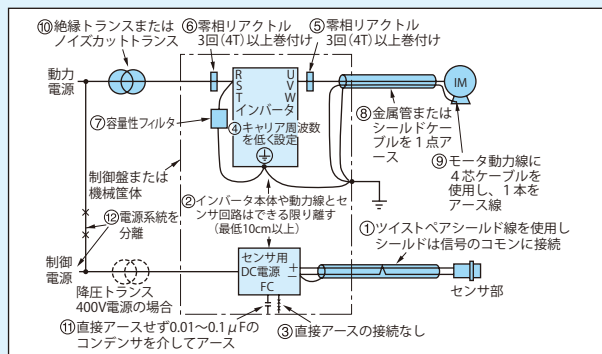 ⑩絶縁トランスまたは
ノイズカットトランス
⑥零相リアクトル
3回(4T)以上巻付け
⑤零相リアクトル
3回(4T)以上巻付け
動力
電源
R
S
T
U
V
W
インバータ
IM
⑦容量性フィルタ
④キャリア周波数
を低く設定
⑧金属管または
シールドケー
ブルを1点ア
ース
⑨モータ動力線に
4芯ケーブルを
使用し、1本を
アース線
制御盤または
機械筐体
②インバータ本体や動力線とセ
ンサ回路はできる限り離す
(最低10cm以上)
⑫電源系統を
分離
①ツイストペアシールド線を使用し
シールドは信号のコモンに接続
制御
電源
センサ用
DC電源
FC
+
−
センサ部
降圧トランス
400V電源の場合
⑪直接アースせず0.01〜0.1μFの
コンデンサを介してアース
③直接アースの接続なし